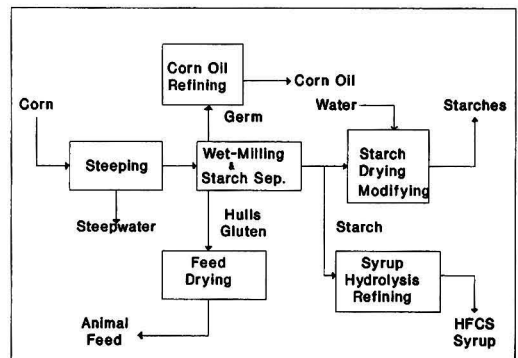 Corn Oil
Refining
Corn Oil
Corn
Germ
Water
Starches
Steeping
Wet-Milling
&
Starch Sep.
Starch
Drying
Modifying
Steepwater
Hulls
Gluten
Starch
Feed
Drying
Syrup
Hydrolysis
Refining
Animal
Feed
HFCS
Syrup